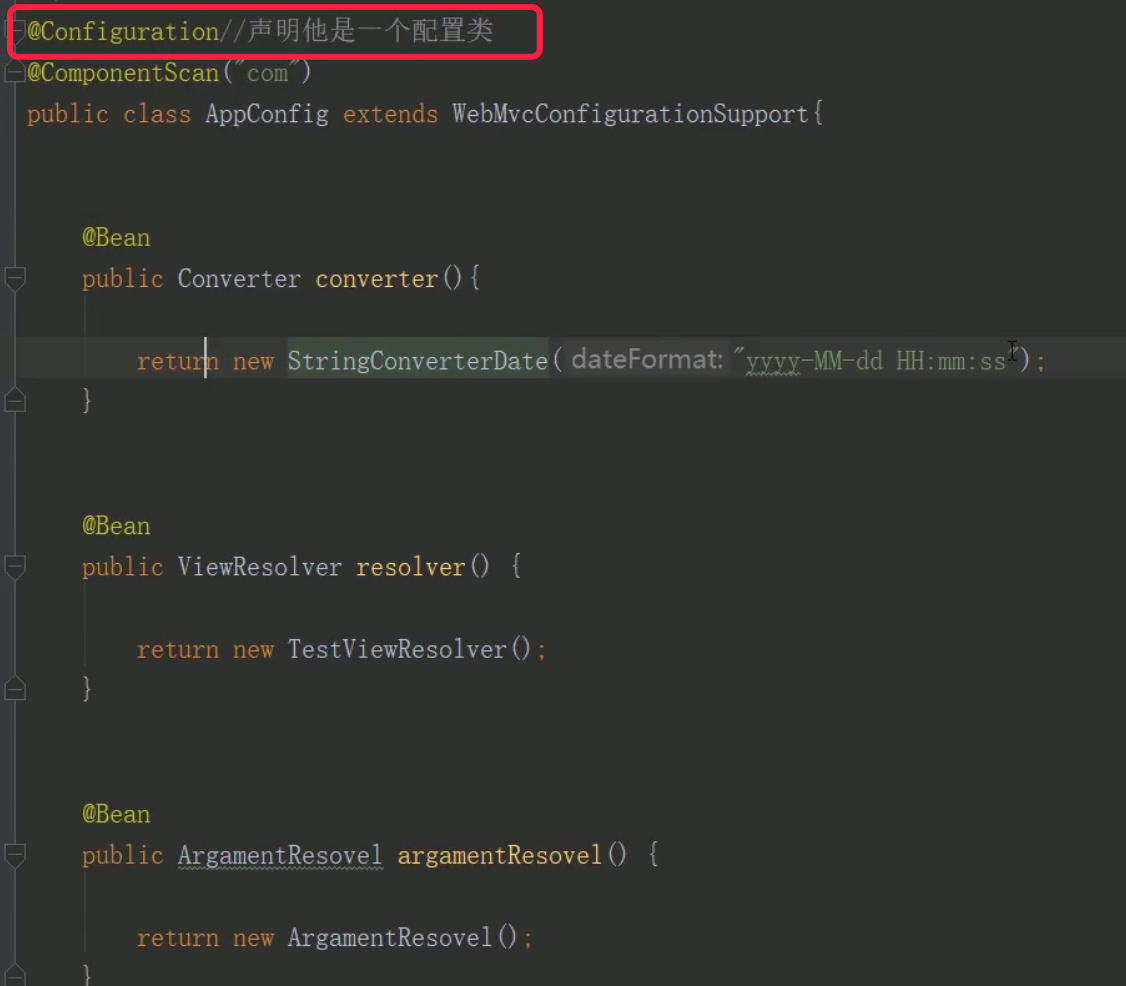 @Configuration//声明他是一个配置类
@ComponentScan("com")
public class AppConfig extends WebMvcConfigurationSupport{
@Bean
public Converter converter(){
return new StringConverterDate( dateFormat: "yyyy-MM-dd HH:mm:ss");
}
@Bean
public ViewResolver resolver() {
return new TestViewResolver();
}
@Bean
public ArgamentResovel argamentResovel() {
return new ArgamentResovel();
}